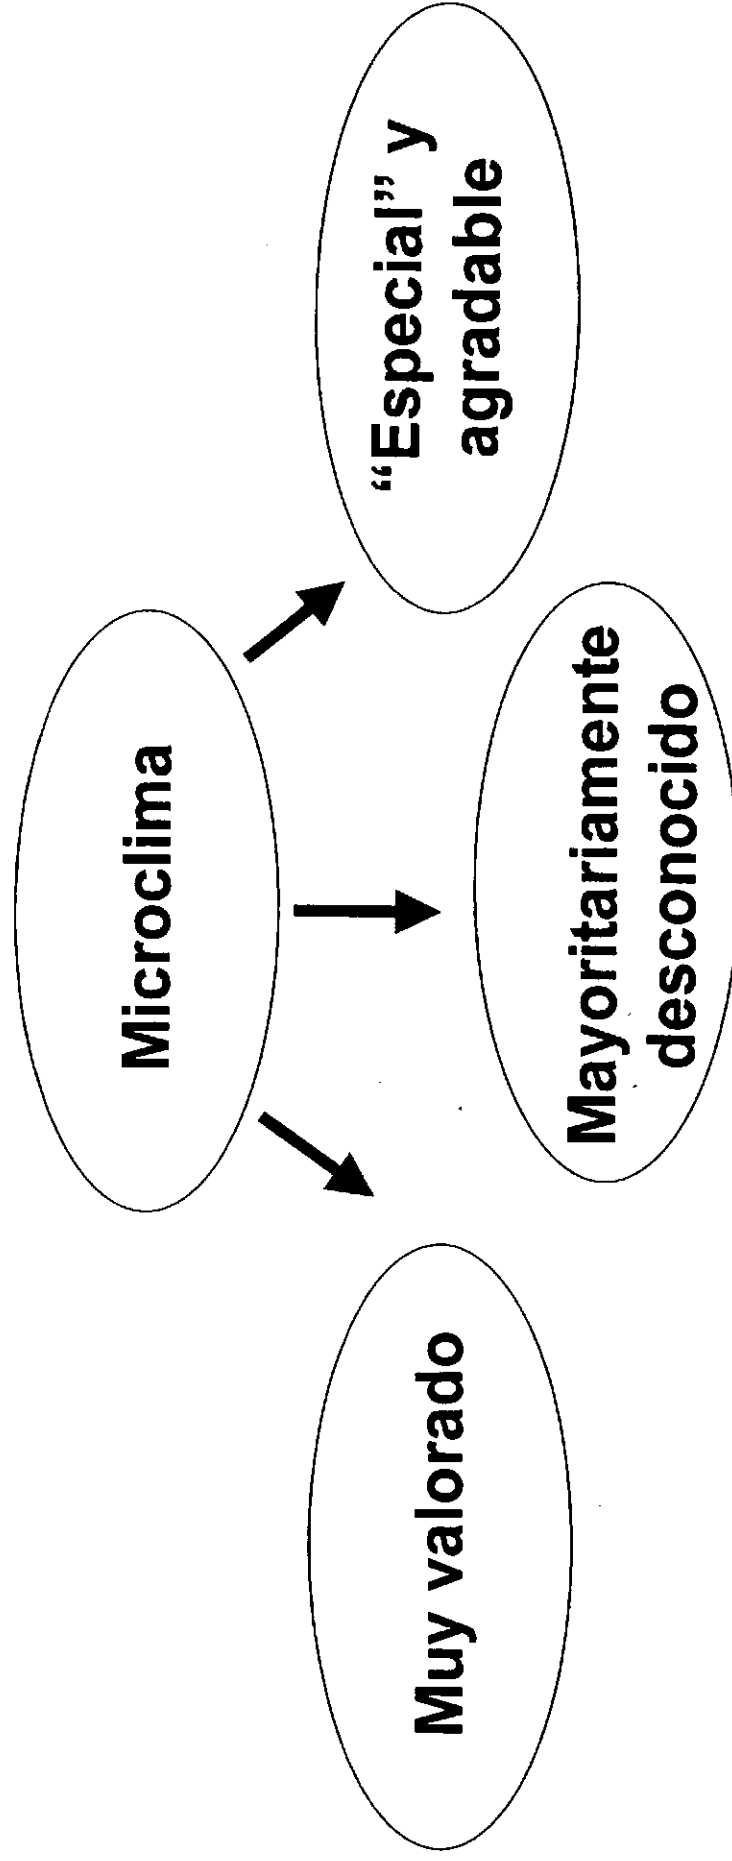 Microclima
Muy valorado
Mayoritariamente
desconocido
“Especial” y
agradable